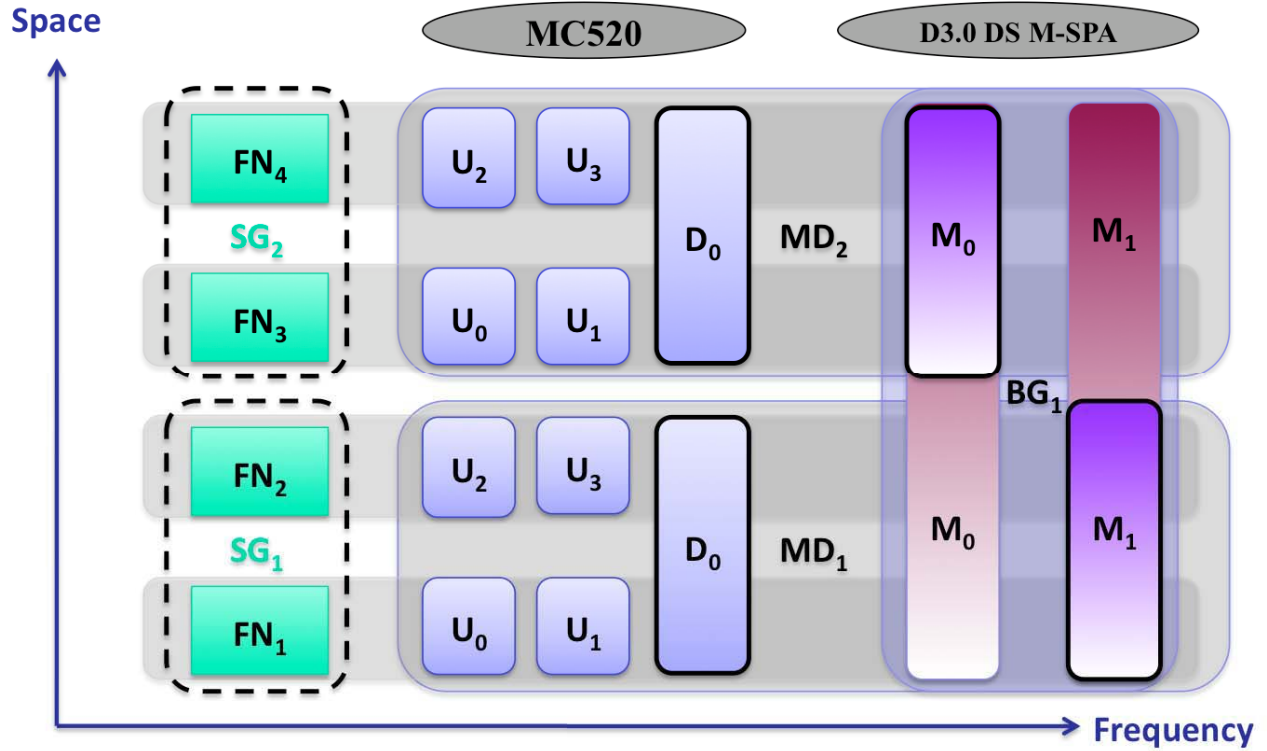 Space
MC520
D3.0 DS M-SPA
FN4
U2
U3
SG2
D0
MD2
M0
M1
FN3
U0
U1
BG1
FN2
U2
U3
SG1
D0
MD1
M0
M1
FN1
U0
U1
Frequency